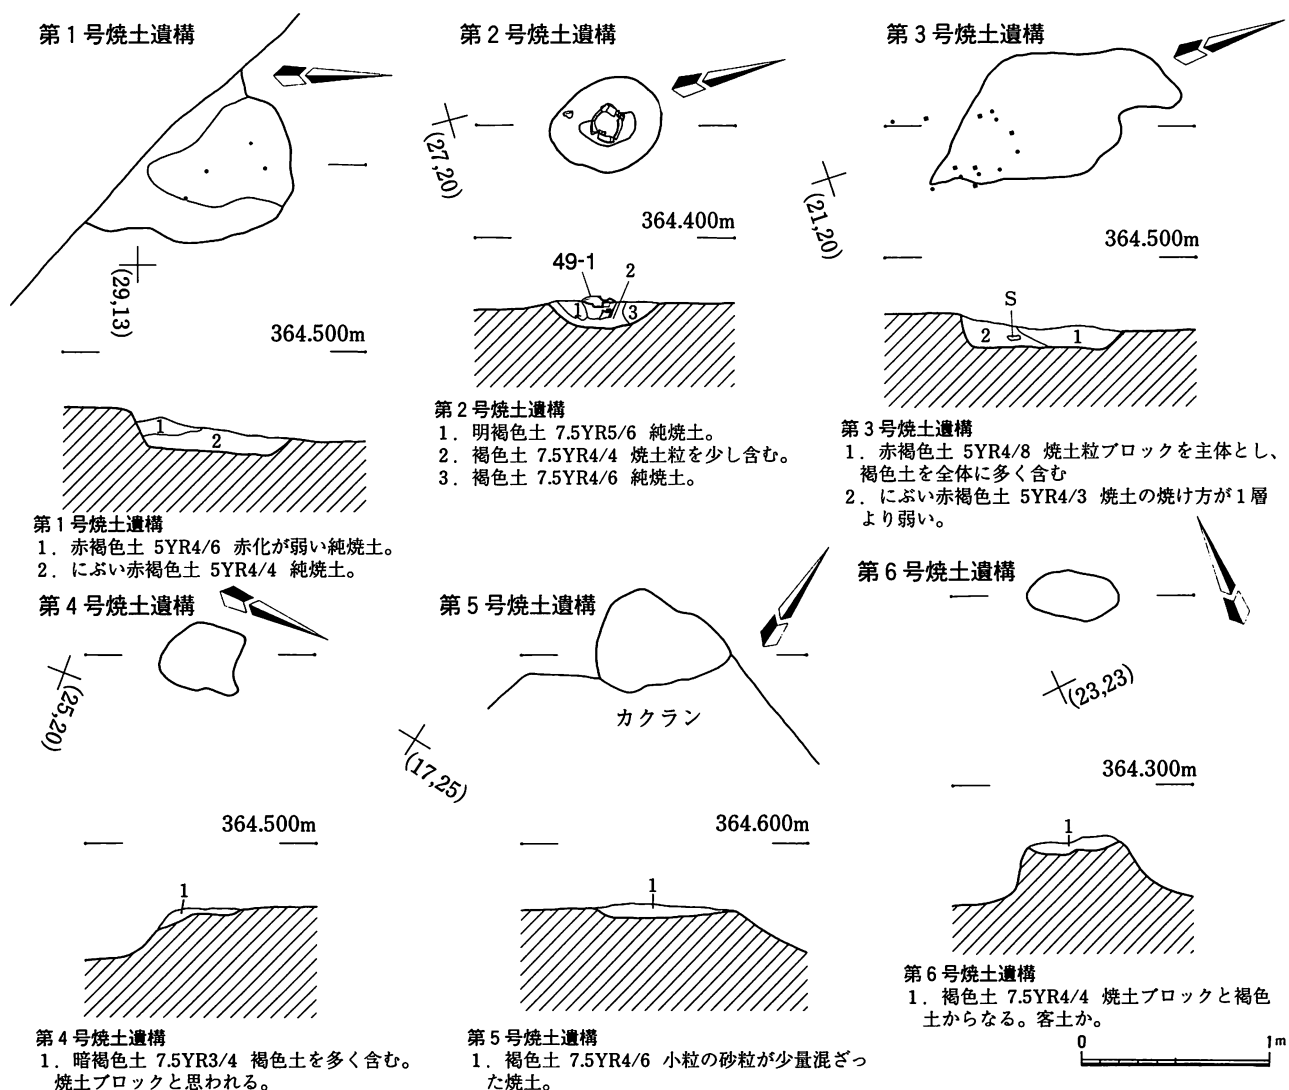 第1号焼土遺構
(29,13)
364.500m
1
2
第1号焼土遺構
1. 赤褐色土 5YR4/6 赤化が弱い純焼土。
2. にぶい赤褐色土 5YR4/4 純焼土。
第2号焼土遺構
(27,20)
364.400m
49-1
2
1
3
第2号焼土遺構
1. 明褐色土 7.5YR5/6 純焼土。
2. 褐色土 7.5YR4/4 焼土粒を少し含む。
3. 褐色土 7.5YR4/6 純焼土。
第3号焼土遺構
(21,20)
364.500m
S
2
1
第3号焼土遺構
1. 赤褐色土 5YR4/8 焼土粒ブロックを主体とし、
褐色土を全体に多く含む
2. にぶい赤褐色土 5YR4/3 焼土の焼け方が1層
より弱い。
第4号焼土遺構
(25,20)
364.500m
1
第4号焼土遺構
1. 暗褐色土 7.5YR3/4 褐色土を多く含む。
焼土ブロックと思われる。
第5号焼土遺構
カクラン
(17,25)
364.600m
1
第5号焼土遺構
1. 褐色土 7.5YR4/6 小粒の砂粒が少量混ざっ
た焼土。
第6号焼土遺構
(23,23)
364.300m
1
第6号焼土遺構
1. 褐色土 7.5YR4/4 焼土ブロックと褐色
土からなる。客土か。
0 1m